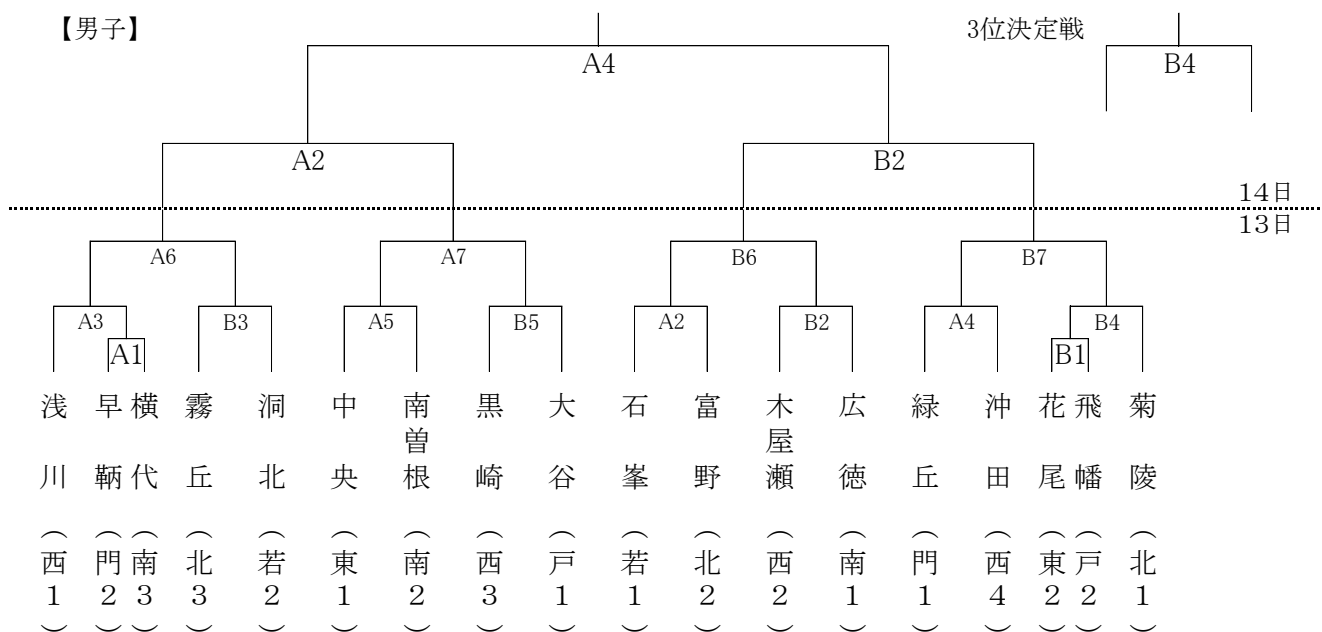 【男子】
3位決定戦
A4
B4
A2
B2
14日
13日
A6
A7
B6
B7
A3
B3
A5
B5
A2
B2
A4
B4
A1
B1
浅川（西1）
早鞆（門2）
横代（南3）
霧丘（北3）
洞北（若2）
中央（東1）
南曽根（南2）
黒崎（西3）
大谷（戸1）
石峯（若1）
富野（北2）
木屋瀬（西2）
広徳（南1）
緑丘（門1）
沖田（西4）
花尾（東2）
飛幡（戸2）
菊陵（北1）